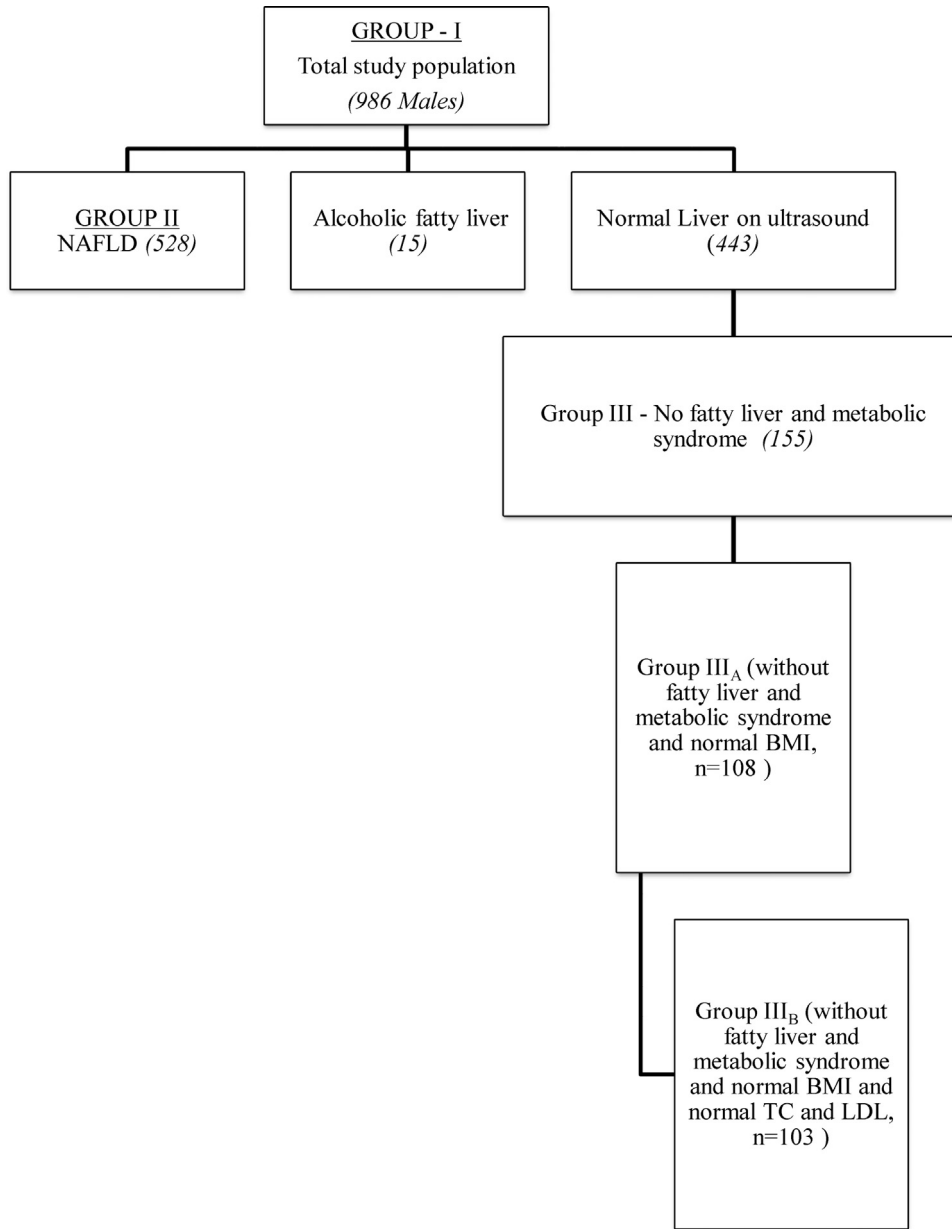 GROUP - I
Total study population
(986 Males)
GROUP II
NAFLD (528)
Alcoholic fatty liver
(15)
Normal Liver on ultrasound
(443)
Group III - No fatty liver and metabolic
syndrome (155)
Group IIIA (without
fatty liver and
metabolic syndrome
and normal BMI,
n=108 )
Group IIIB (without
fatty liver and
metabolic syndrome
and normal BMI and
normal TC and LDL,
n=103 )